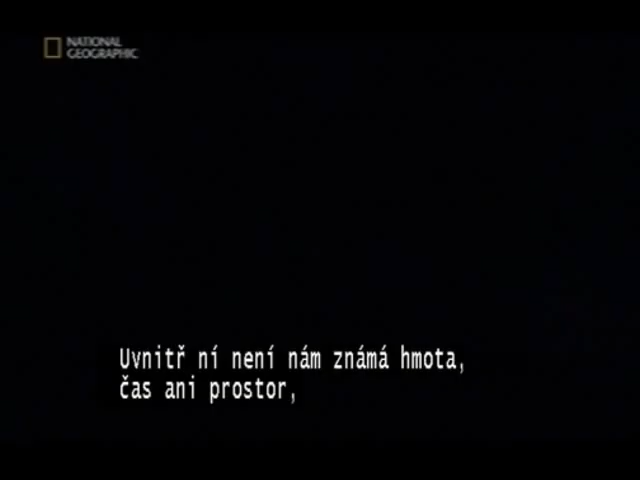 NATIONAL
GEOGRAPHIC
Uvnitř ní není nám známá hmota,
čas ani prostor,